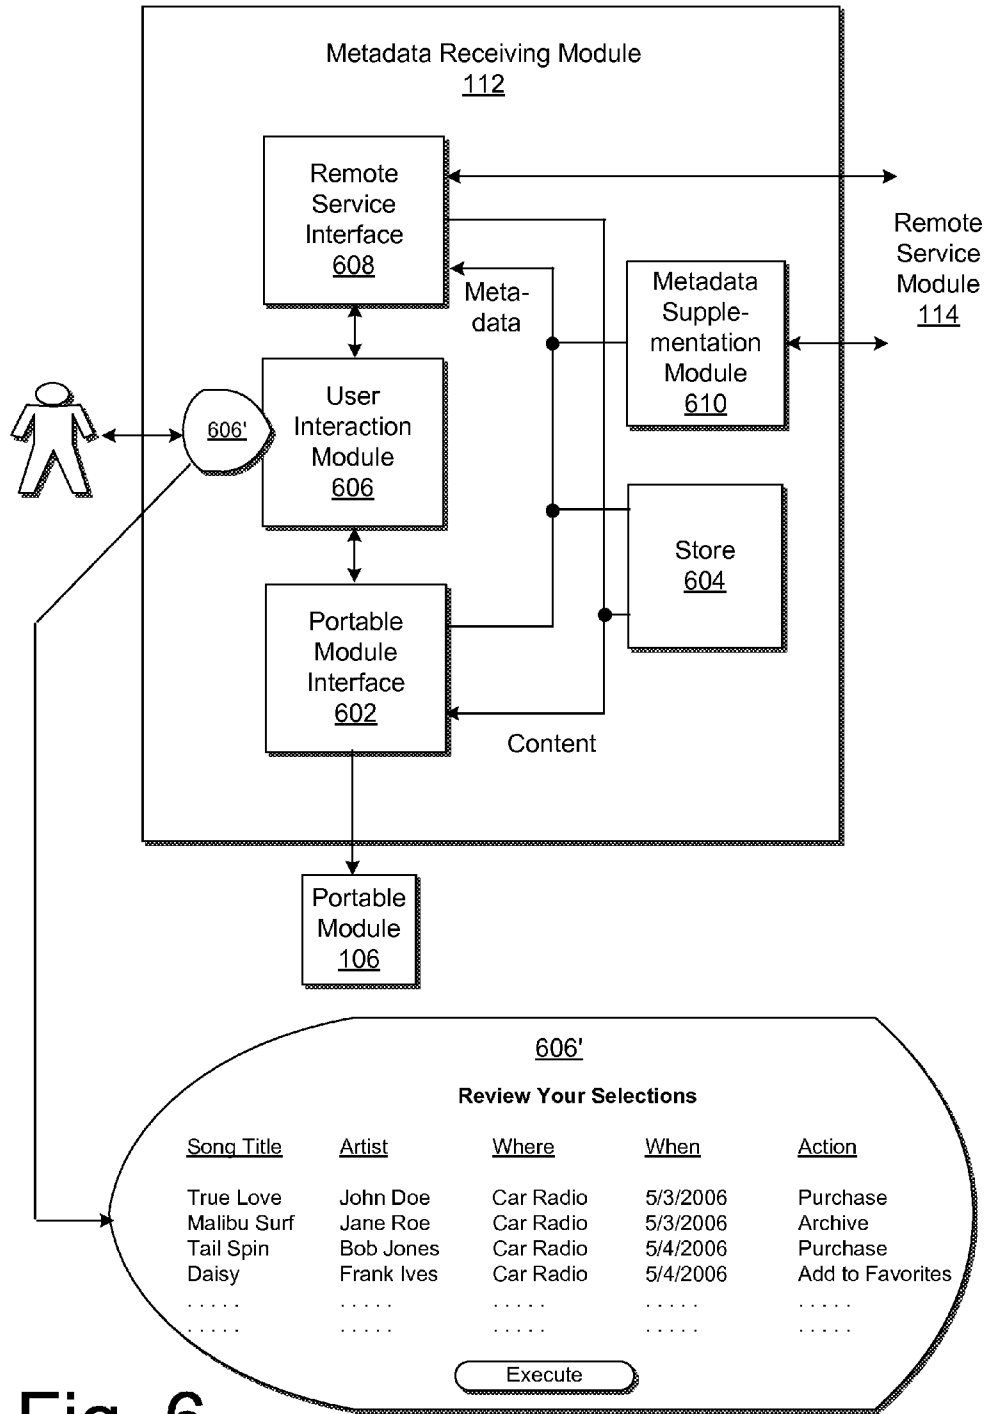 Metadata Receiving Module
112
Remote
Service
Interface
608
Meta-
data
Metadata
Supple-
mentation
Module
610
Remote
Service
Module
114
User
Interaction
Module
606
606'
Store
604
Portable
Module
Interface
602
Content
Portable
Module
106
606'
Review Your Selections
Song Title Artist Where When Action
True Love John Doe Car Radio 5/3/2006 Purchase
Malibu Surf Jane Roe Car Radio 5/3/2006 Archive
Tail Spin Bob Jones Car Radio 5/4/2006 Purchase
Daisy Frank Ives Car Radio 5/4/2006 Add to Favorites
. . . . . . . . . . . . . . . . . . . . . . . . .
. . . . . . . . . . . . . . . . . . . . . . . . .
Execute
Fig. 6